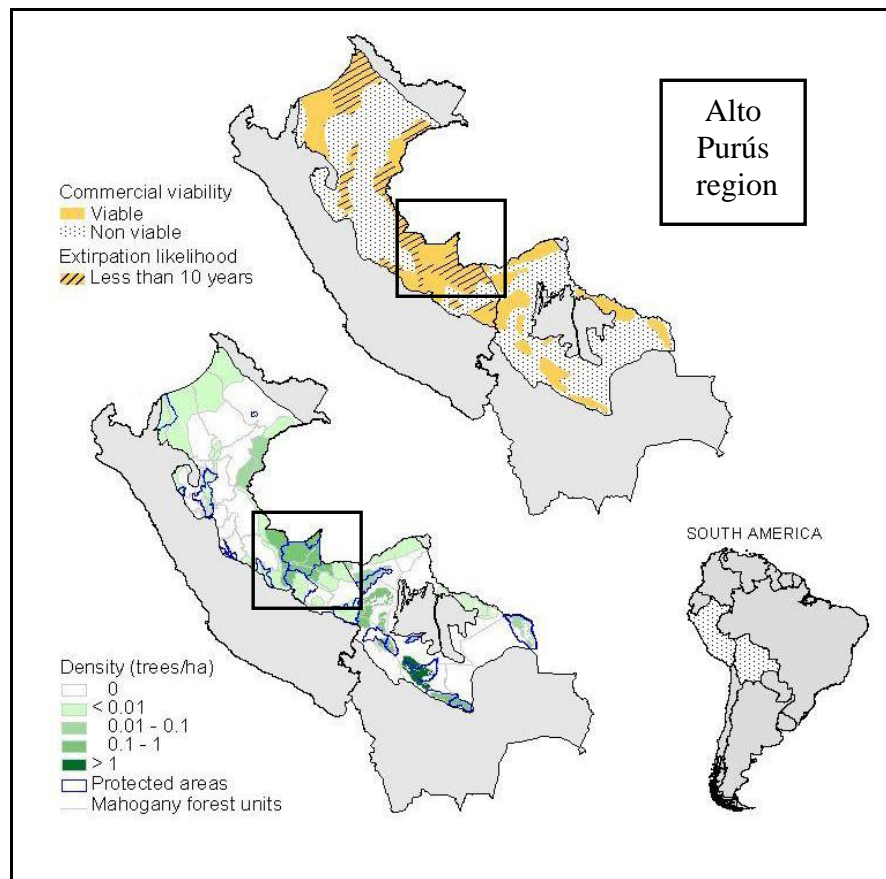 Alto
Purús
region
Commercial viability
Viable
Non viable
Extirpation likelihood
Less than 10 years
SOUTH AMERICA
Density (trees/ha)
0
< 0.01
0.01 - 0.1
0.1 - 1
> 1
Protected areas
Mahogany forest units